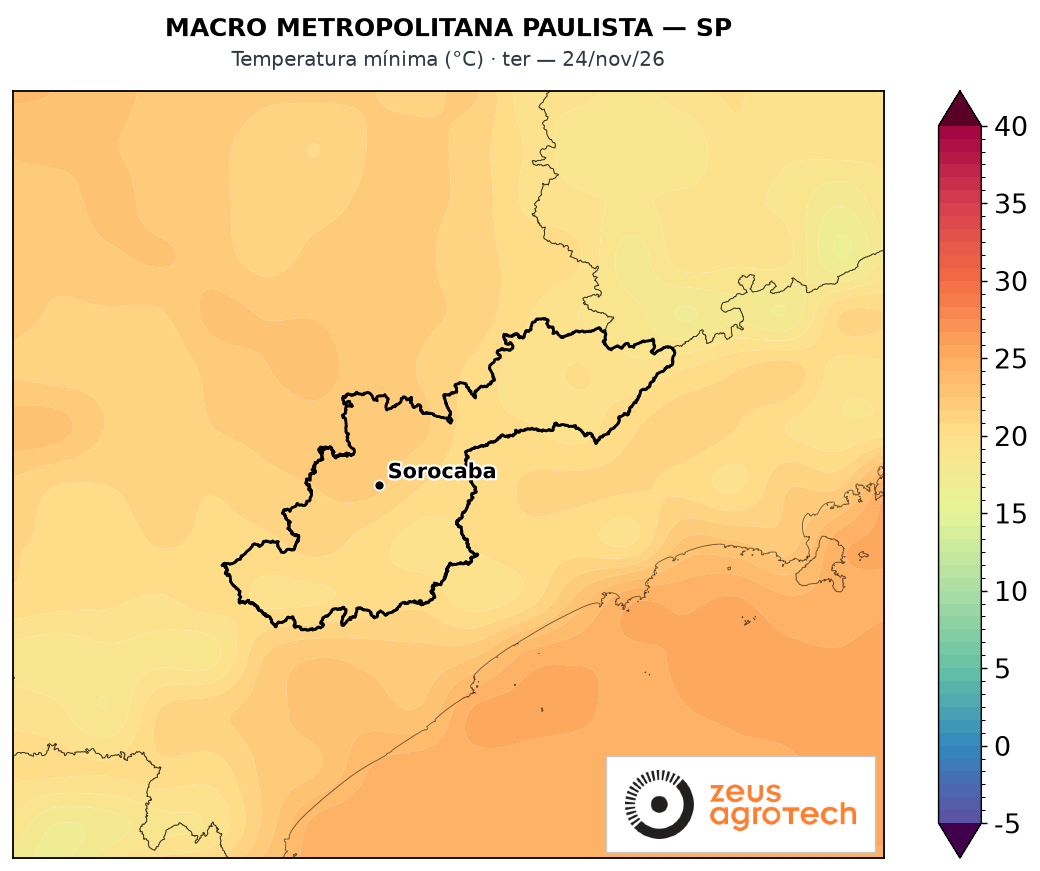 MACRO METROPOLITANA PAULISTA — SP
Temperatura mínima (°C) · ter — 24/nov/26
40
35
30
25
20
15
10
5
0
-5
Sorocaba
zeus
agrotech